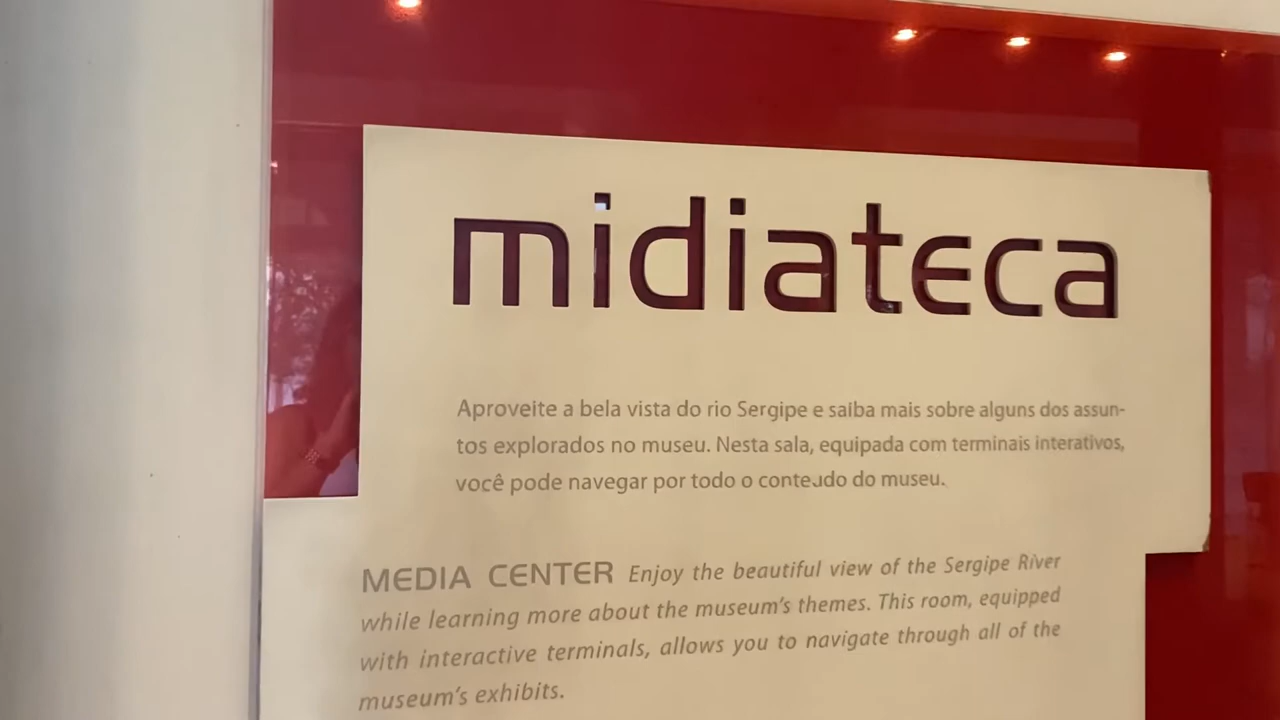 midiateca
Aproveite a bela vista do rio Sergipe e saiba mais sobre alguns dos assun-
tos explorados no museu. Nesta sala, equipada com terminais interativos,
você pode navegar por todo o conteudo do museu.
MEDIA CENTER Enjoy the beautiful view of the Sergipe River
while learning more about the museum's themes. This room, equipped
with interactive terminals, allows you to navigate through all of the
museum's exhibits.